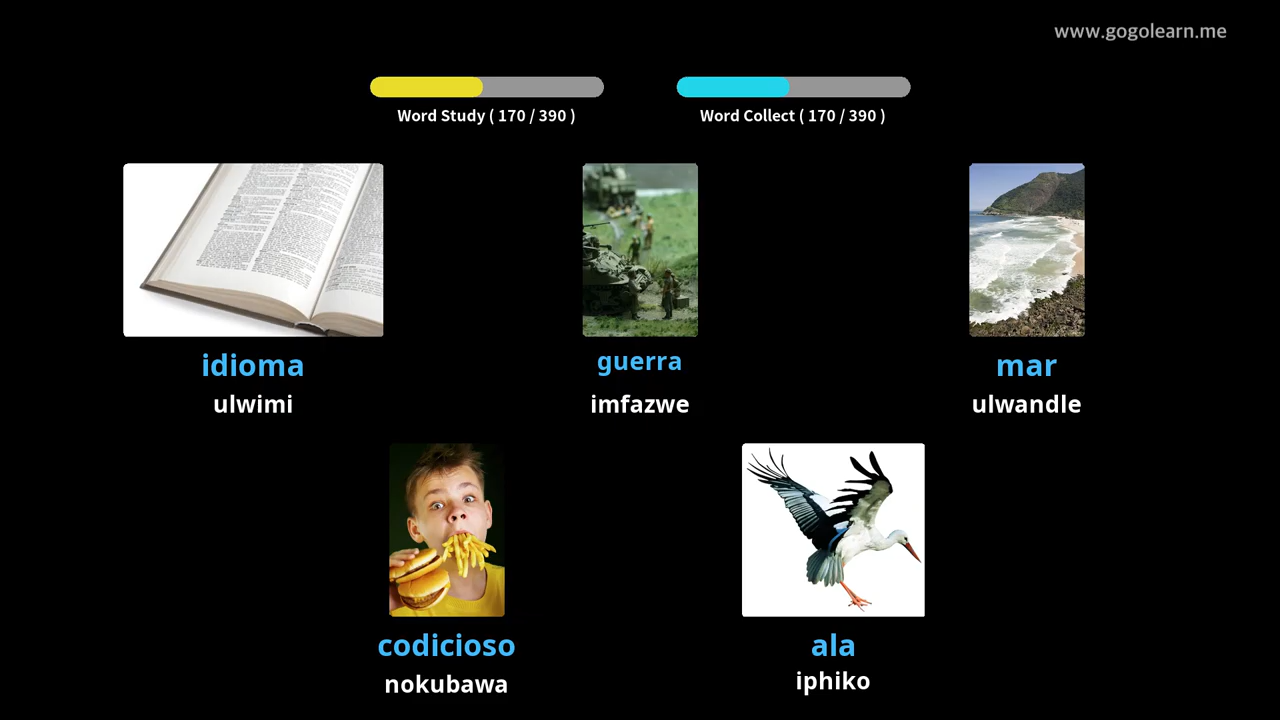 www.gogolearn.me
Word Study ( 170 / 390 )
Word Collect ( 170 / 390 )
idioma
guerra
mar
ulwimi
imfazwe
ulwandle
codicioso
ala
nokubawa
iphiko